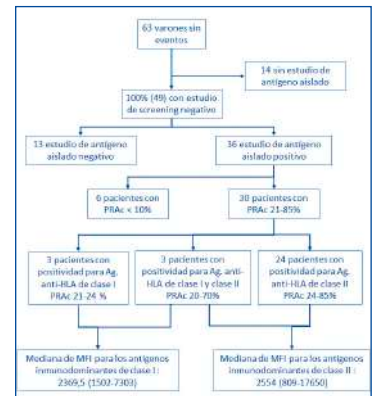 63 varones sin
eventos
14 sin estudio de
antígeno aislado
100% (49) con estudio
de screening negativo
13 estudio de antígeno
aislado negativo
36 estudio de antígeno
aislado positivo
6 pacientes con
PRAc < 10%
30 pacientes con
PRAc 21-85%
3 pacientes con
positividad para Ag.
anti-HLA de clase I
PRAc 21-24 %
3 pacientes con
positividad para Ag. anti-
HLA de clase I y clase II
PRAc 20-70%
24 pacientes con
positividad para Ag.
anti-HLA de clase II
PRAc 24-85%
Mediana de MFI para los antígenos
inmunodominantes de clase I :
2369,5 (1502-7303)
Mediana de MFI para los antígenos
inmunodominantes de clase II :
2554 (809-17650)